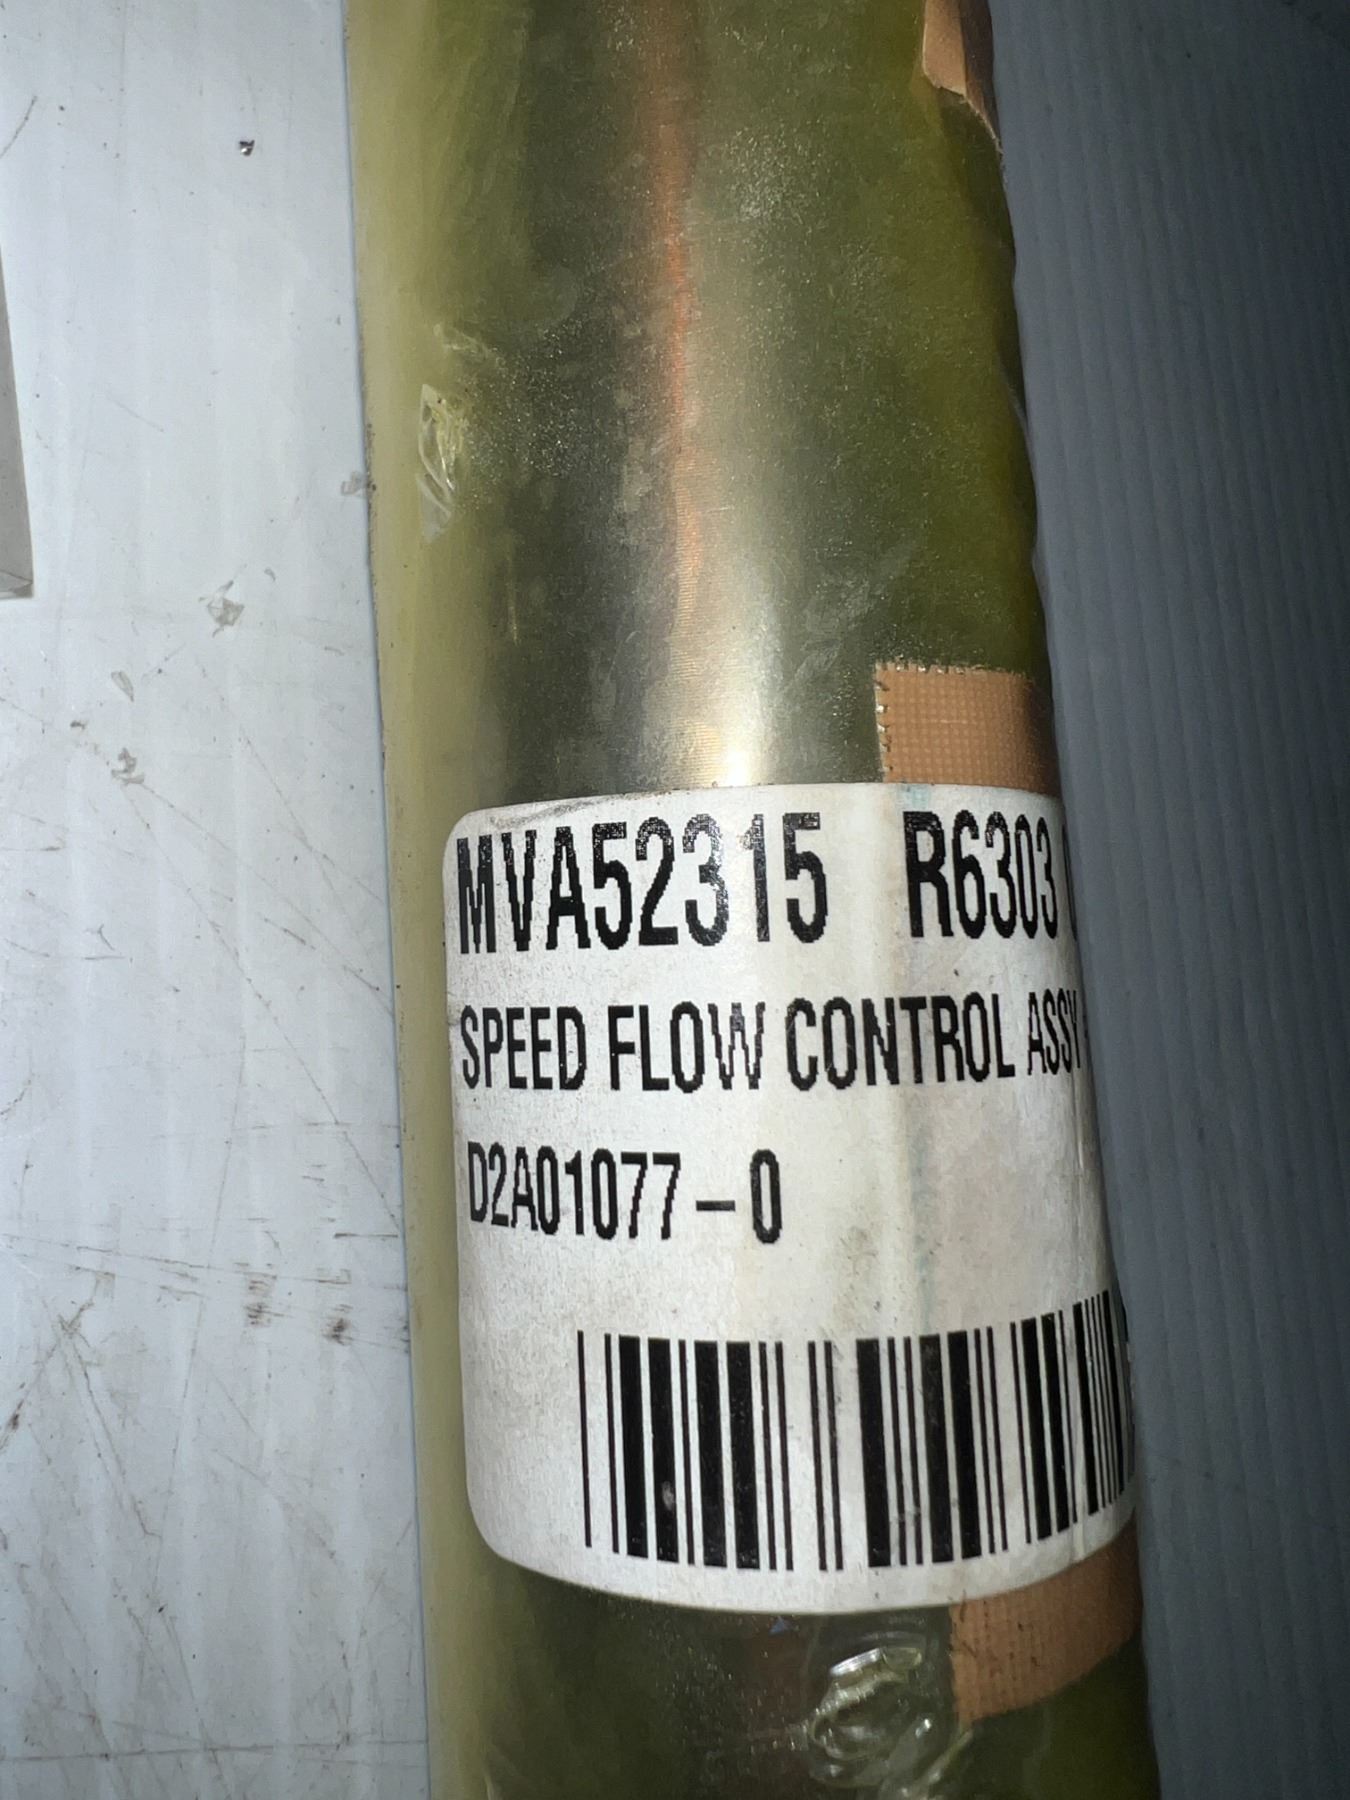 MVA52315 R6303
SPEED FLOW CONTROL ASSY
D2A01077-0